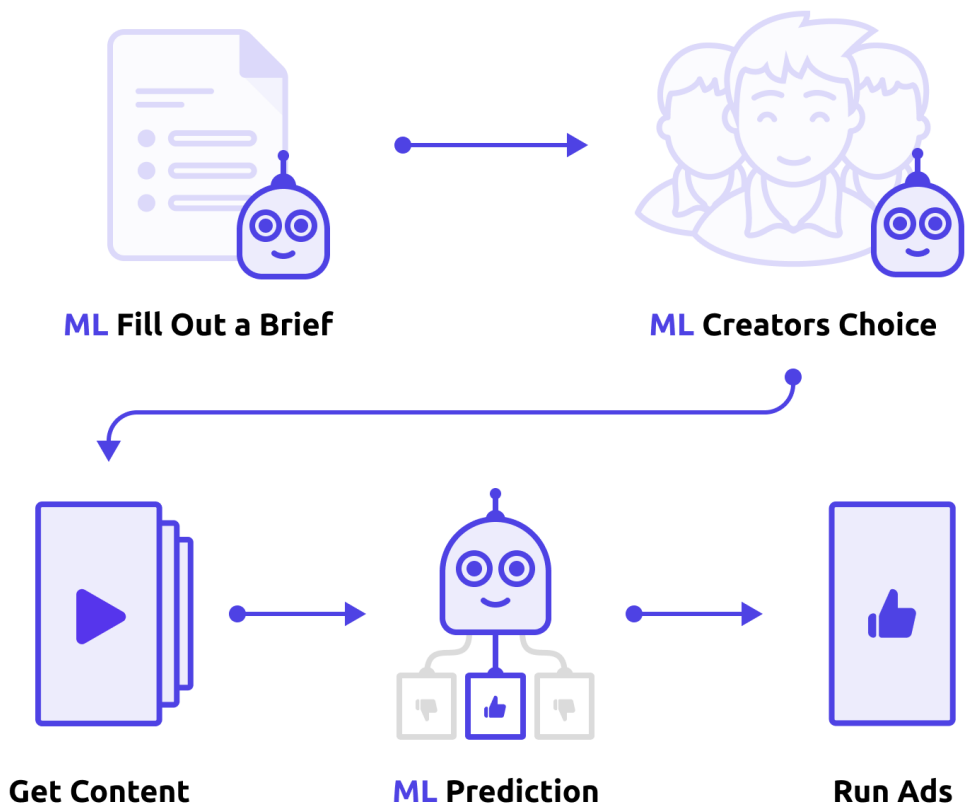 ML Fill Out a Brief
ML Creators Choice
Get Content
ML Prediction
Run Ads